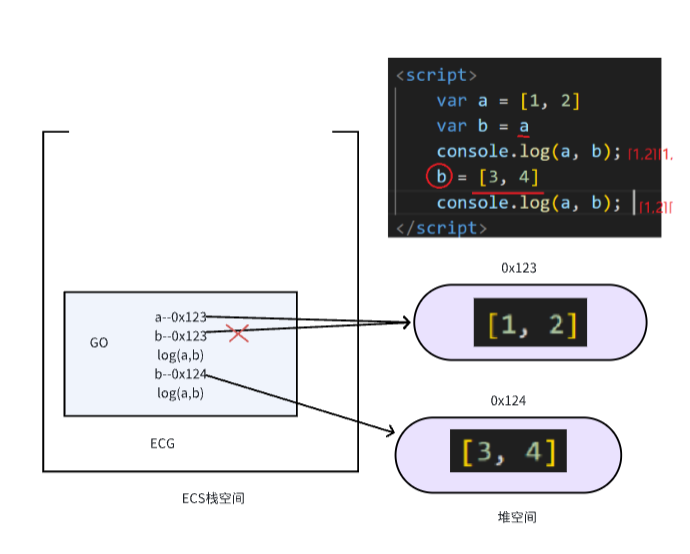 <script>
var a = [1, 2]
var b = a
console.log(a, b); [1.2][1,
b = [3, 4]
console.log(a, b); [1.2][
</script>
0x123
[1, 2]
a--0x123
b--0x123
GO
log(a,b)
b--0x124
log(a,b)
0x124
[3, 4]
ECG
ECS栈空间
堆空间